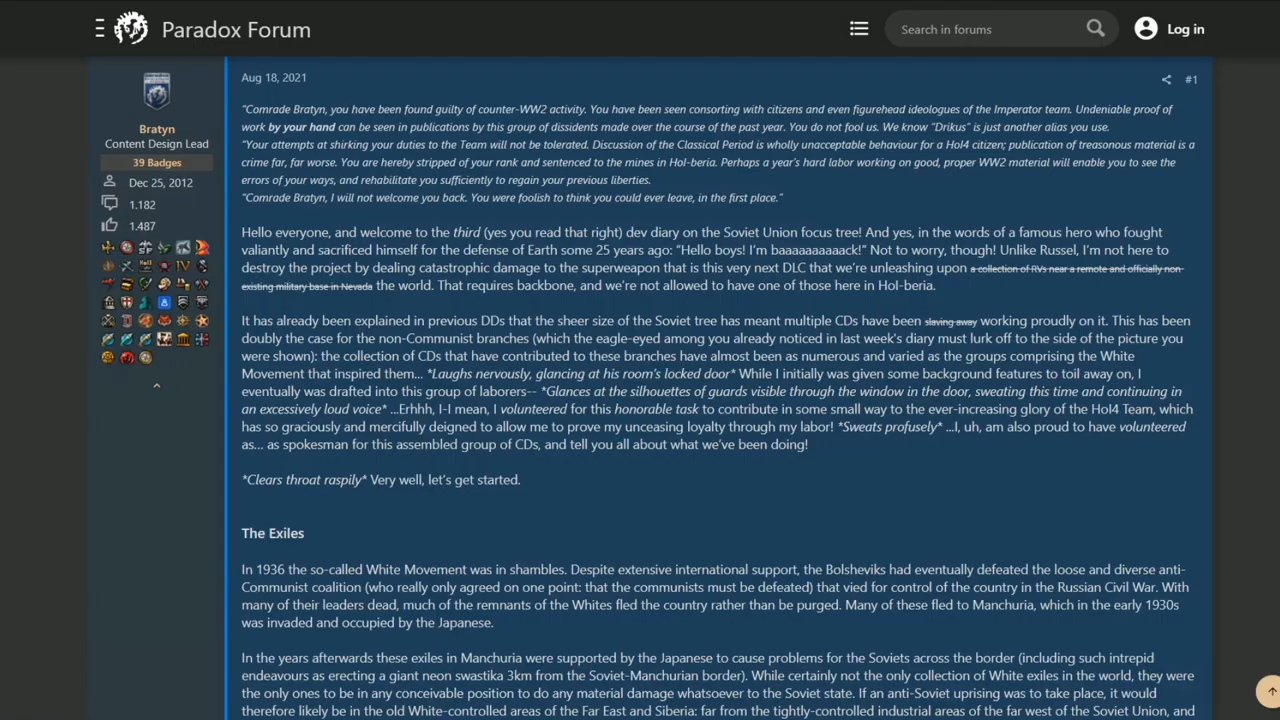 Paradox Forum
Search in forums
Log in
Aug 18, 2021
#1
Bratyn
Content Design Lead
39 Badges
Dec 25, 2012
1.182
1.487
"Comrade Bratyn, you have been found guilty of counter-WW2 activity. You have been seen consorting with citizens and even figurehead ideologues of the Imperator team. Undeniable proof of
work by your hand can be seen in publications by this group of dissidents made over the course of the past year. You do not fool us. We know "Drikus" is just another alias you use.
"Your attempts at shirking your duties to the Team will not be tolerated. Discussion of the Classical Period is wholly unacceptable behaviour for a HoI4 citizen; publication of treasonous material is a
crime far, far worse. You are hereby stripped of your rank and sentenced to the mines in Hol-beria. Perhaps a year's hard labor working on good, proper WW2 material will enable you to see the
errors of your ways, and rehabilitate you sufficiently to regain your previous liberties.
"Comrade Bratyn, I will not welcome you back. You were foolish to think you could ever leave, in the first place."
Hello everyone, and welcome to the third (yes you read that right) dev diary on the Soviet Union focus tree! And yes, in the words of a famous hero who fought
valiantly and sacrificed himself for the defense of Earth some 25 years ago: "Hello boys! I'm baaaaaaaaaack!" Not to worry, though! Unlike Russel, I'm not here to
destroy the project by dealing catastrophic damage to the superweapon that is this very next DLC that we're unleashing upon a collection of RVs near a remote and officially non-
existing military base in Nevada the world. That requires backbone, and we're not allowed to have one of those here in Hol-beria.
It has already been explained in previous DDs that the sheer size of the Soviet tree has meant multiple CDs have been slaving away working proudly on it. This has been
doubly the case for the non-Communist branches (which the eagle-eyed among you already noticed in last week's diary must lurk off to the side of the picture you
were shown): the collection of CDs that have contributed to these branches have almost been as numerous and varied as the groups comprising the White
Movement that inspired them... *Laughs nervously, glancing at his room's locked door* While I initially was given some background features to toil away on, I
eventually was drafted into this group of laborers-- *Glances at the silhouettes of guards visible through the window in the door, sweating this time and continuing in
an excessively loud voice* ...Erhhh, I-I mean, I volunteered for this honorable task to contribute in some small way to the ever-increasing glory of the HoI4 Team, which
has so graciously and mercifully deigned to allow me to prove my unceasing loyalty through my labor! *Sweats profusely* ...I, uh, am also proud to have volunteered
as... as spokesman for this assembled group of CDs, and tell you all about what we've been doing!
*Clears throat raspily* Very well, let's get started.
The Exiles
In 1936 the so-called White Movement was in shambles. Despite extensive international support, the Bolsheviks had eventually defeated the loose and diverse anti-
Communist coalition (who really only agreed on one point: that the communists must be defeated) that vied for control of the country in the Russian Civil War. With
many of their leaders dead, much of the remnants of the Whites fled the country rather than be purged. Many of these fled to Manchuria, which in the early 1930s
was invaded and occupied by the Japanese.
In the years afterwards these exiles in Manchuria were supported by the Japanese to cause problems for the Soviets across the border (including such intrepid
endeavours as erecting a giant neon swastika 3km from the Soviet-Manchurian border). While certainly not the only collection of White exiles in the world, they were
the only ones to be in any conceivable position to do any material damage whatsoever to the Soviet state. If an anti-Soviet uprising was to take place, it would
therefore likely be in the old White-controlled areas of the Far East and Siberia: far from the tightly-controlled industrial areas of the far west of the Soviet Union, and